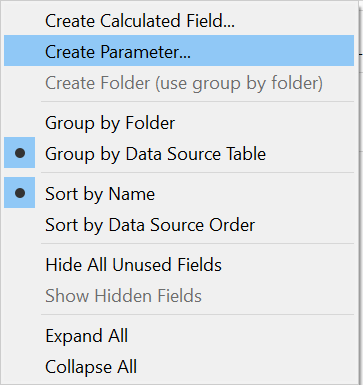 Create Calculated Field...
Create Parameter...
Create Folder (use group by folder)
Group by Folder
Group by Data Source Table
Sort by Name
Sort by Data Source Order
Hide All Unused Fields
Show Hidden Fields
Expand All
Collapse All